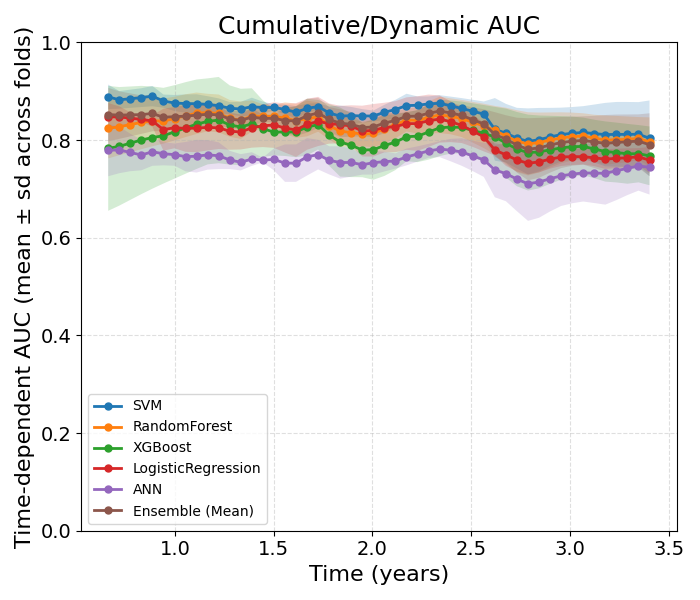 Cumulative/Dynamic AUC
Time-dependent AUC (mean ± sd across folds)
1.0
0.8
0.6
0.4
0.2
0.0
SVM
RandomForest
XGBoost
LogisticRegression
ANN
Ensemble (Mean)
1.0 1.5 2.0 2.5 3.0 3.5
Time (years)